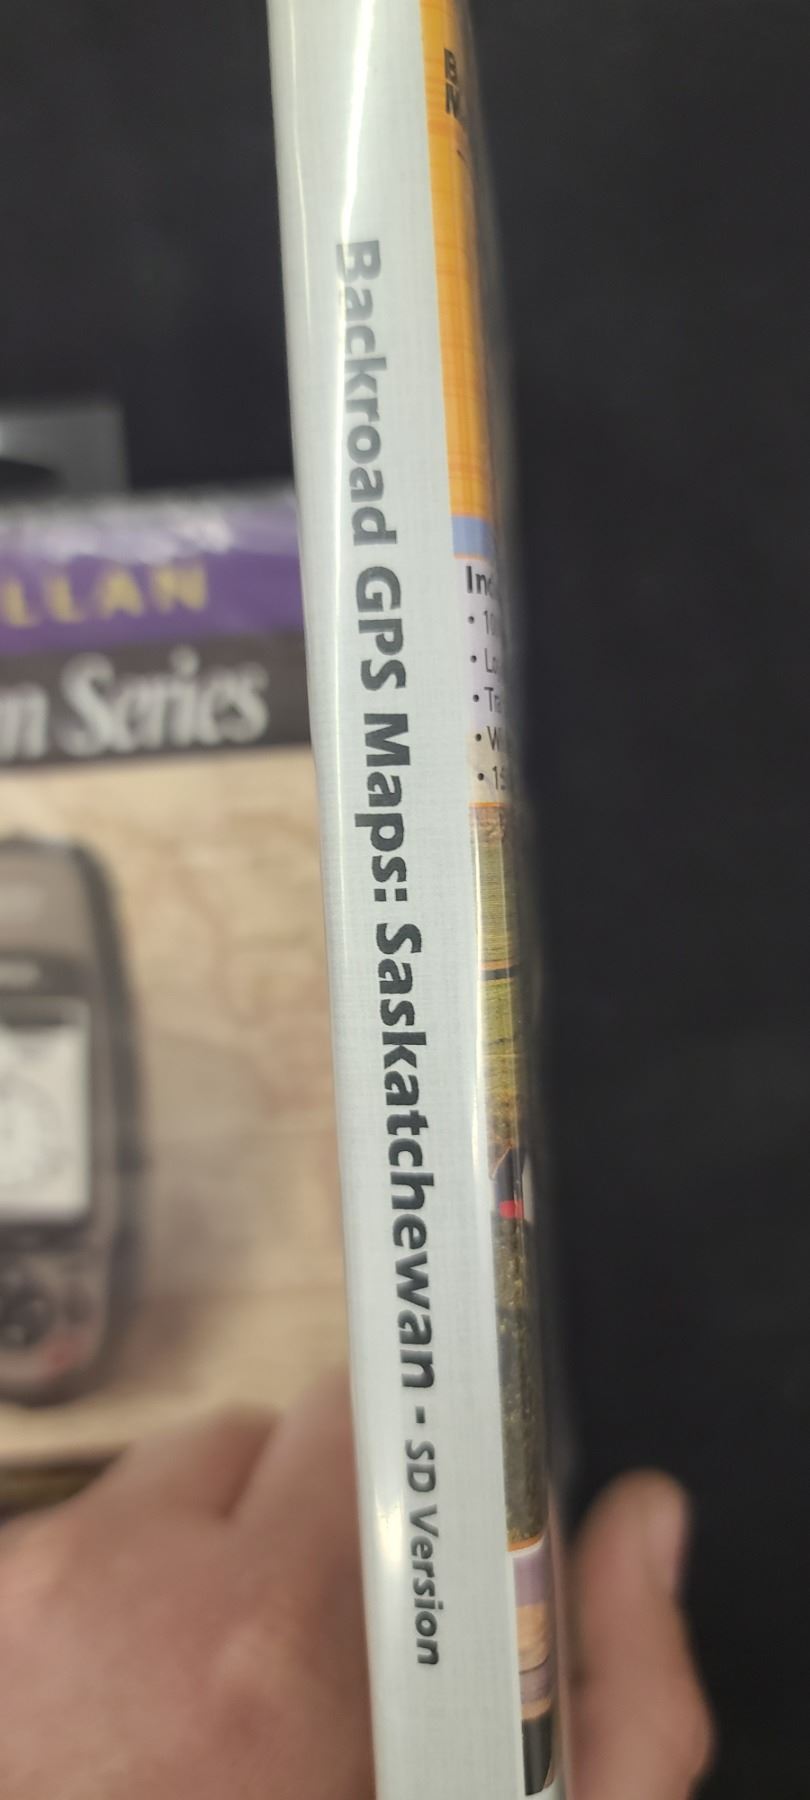 Backroad GPS Maps: Saskatchewan - SD Version
LLAN
n Series